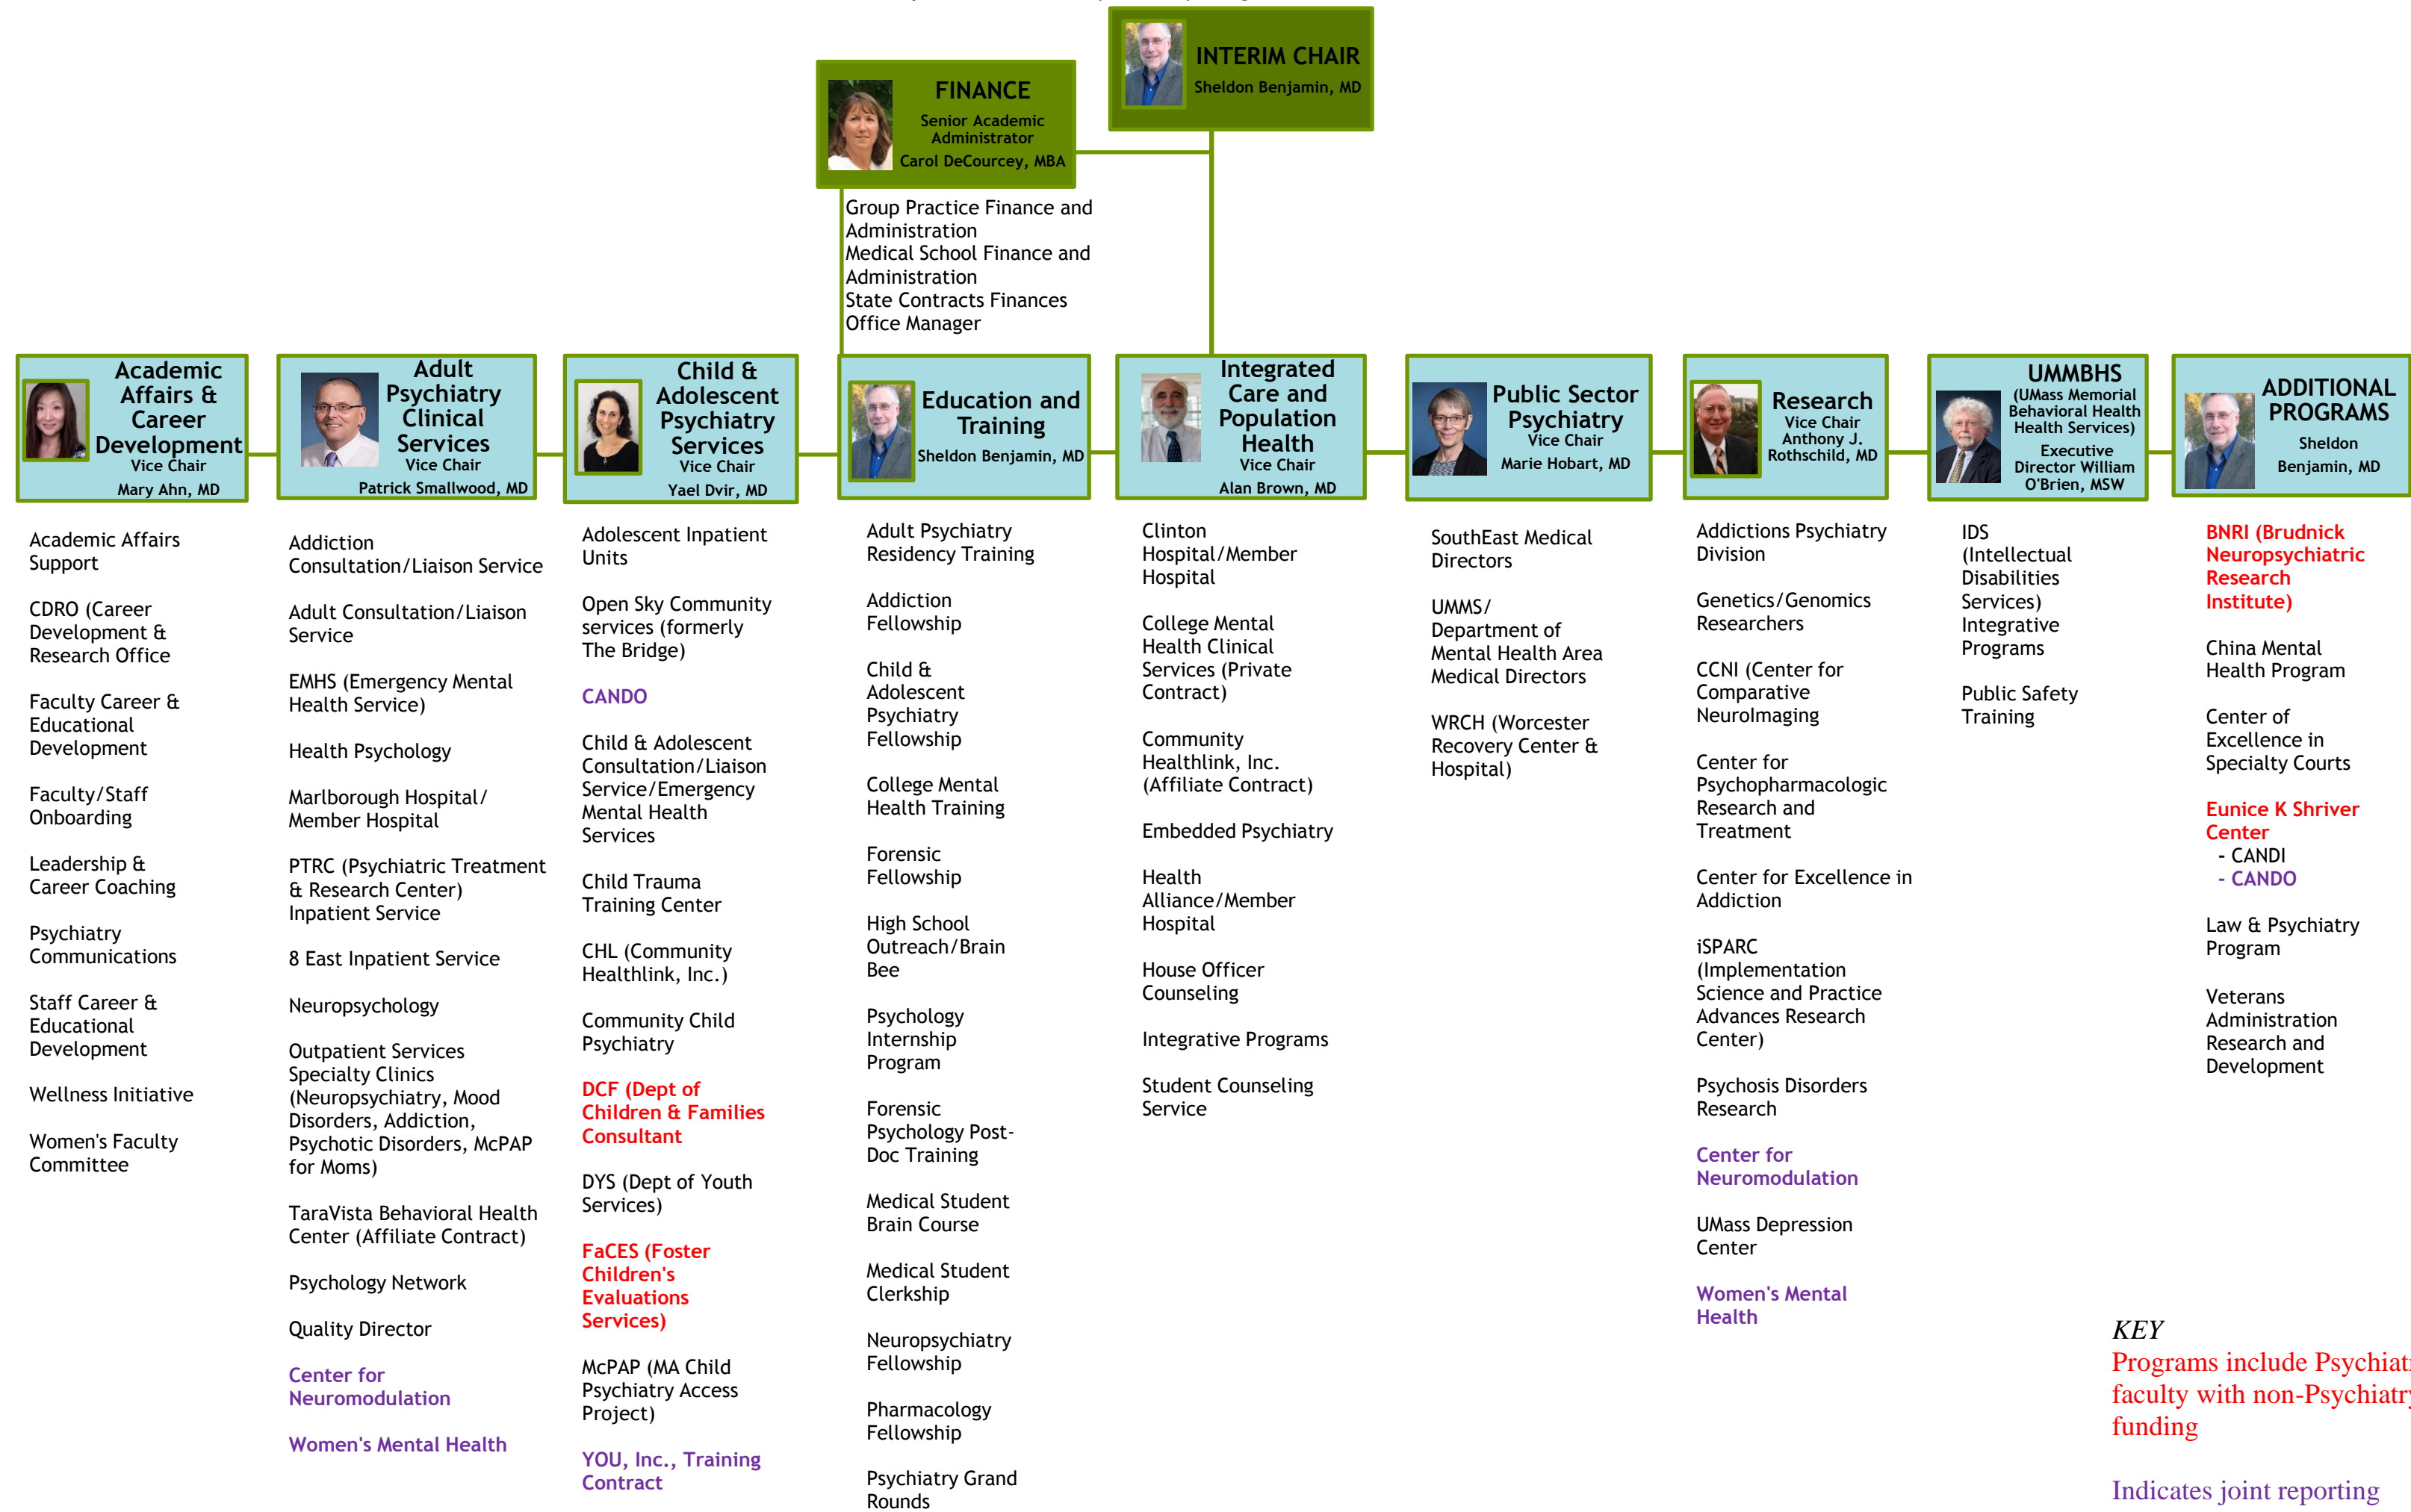 INTERIM CHAIR
Sheldon Benjamin, MD
FINANCE
Senior Academic
Administrator
Carol DeCourcey, MBA
Group Practice Finance and
Administration
Medical School Finance and
Administration
State Contracts Finances
Office Manager
Academic
Affairs &
Career
Development
Vice Chair
Mary Ahn, MD
Academic Affairs
Support
CDRO (Career
Development &
Research Office
Faculty Career &
Educational
Development
Faculty/Staff
Onboarding
Leadership &
Career Coaching
Psychiatry
Communications
Staff Career &
Educational
Development
Wellness Initiative
Women's Faculty
Committee
Adult
Psychiatry
Clinical
Services
Vice Chair
Patrick Smallwood, MD
Addiction
Consultation/Liaison Service
Adult Consultation/Liaison
Service
EMHS (Emergency Mental
Health Service)
Health Psychology
Marlborough Hospital/
Member Hospital
PTRC (Psychiatric Treatment
& Research Center)
Inpatient Service
8 East Inpatient Service
Neuropsychology
Outpatient Services
Specialty Clinics
(Neuropsychiatry, Mood
Disorders, Addiction,
Psychotic Disorders, McPAP
for Moms)
TaraVista Behavioral Health
Center (Affiliate Contract)
Psychology Network
Quality Director
Center for
Neuromodulation
Women's Mental Health
Child &
Adolescent
Psychiatry
Services
Vice Chair
Yael Dvir, MD
Adolescent Inpatient
Units
Open Sky Community
services (formerly
The Bridge)
CANDO
Child & Adolescent
Consultation/Liaison
Service/Emergency
Mental Health
Services
Child Trauma
Training Center
CHL (Community
Healthlink, Inc.)
Community Child
Psychiatry
DCF (Dept of
Children & Families
Consultant
DYS (Dept of Youth
Services)
FaCES (Foster
Children's
Evaluations
Services)
McPAP (MA Child
Psychiatry Access
Project)
YOU, Inc., Training
Contract
Education and
Training
Sheldon Benjamin, MD
Adult Psychiatry
Residency Training
Addiction
Fellowship
Child &
Adolescent
Psychiatry
Fellowship
College Mental
Health Training
Forensic
Fellowship
High School
Outreach/Brain
Bee
Psychology
Internship
Program
Forensic
Psychology Post-
Doc Training
Medical Student
Brain Course
Medical Student
Clerkship
Neuropsychiatry
Fellowship
Pharmacology
Fellowship
Psychiatry Grand
Rounds
Integrated
Care and
Population
Health
Vice Chair
Alan Brown, MD
Clinton
Hospital/Member
Hospital
College Mental
Health Clinical
Services (Private
Contract)
Community
Healthlink, Inc.
(Affiliate Contract)
Embedded Psychiatry
Health
Alliance/Member
Hospital
House Officer
Counseling
Integrative Programs
Student Counseling
Service
Public Sector
Psychiatry
Vice Chair
Marie Hobart, MD
SouthEast Medical
Directors
UMMS/
Department of
Mental Health Area
Medical Directors
WRCH (Worcester
Recovery Center &
Hospital)
Research
Vice Chair
Anthony J.
Rothschild, MD
Addictions Psychiatry
Division
Genetics/Genomics
Researchers
CCNI (Center for
Comparative
NeuroImaging
Center for
Psychopharmacologic
Research and
Treatment
Center for Excellence in
Addiction
iSPARC
(Implementation
Science and Practice
Advances Research
Center)
Psychosis Disorders
Research
Center for
Neuromodulation
UMass Depression
Center
Women's Mental
Health
UMMBHS
(UMass Memorial
Behavioral Health
Health Services)
Executive
Director William
O'Brien, MSW
IDS
(Intellectual
Disabilities
Services)
Integrative
Programs
Public Safety
Training
ADDITIONAL
PROGRAMS
Sheldon
Benjamin, MD
BNRI (Brudnick
Neuropsychiatric
Research
Institute)
China Mental
Health Program
Center of
Excellence in
Specialty Courts
Eunice K Shriver
Center
- CANDI
- CANDO
Law & Psychiatry
Program
Veterans
Administration
Research and
Development
KEY
Programs include Psychiatr
faculty with non-Psychiatry
funding
Indicates joint reporting